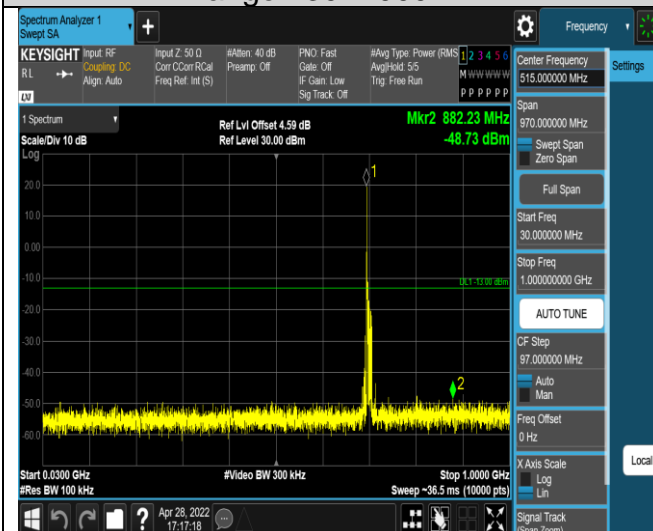 Spectrum Analyzer 1
Swept SA
+
Frequency
KEYSIGHT
RL
LXI
Input: RF
Coupling: DC
Align: Auto
Input Z: 50 Ω
Corr CCorr RCal
Freq Ref: Int (S)
#Atten: 40 dB
Preamp: Off
PNO: Fast
Gate: Off
IF Gain: Low
Sig Track: Off
#Avg Type: Power (RMS
Avg|Hold: 5/5
Trig: Free Run
1 2 3 4 5 6
M W W W W W
P P P P P P
1 Spectrum
Scale/Div 10 dB
Log
Ref Lvl Offset 4.59 dB
Ref Level 30.00 dBm
Mkr2 882.23 MHz
-48.73 dBm
1
20.0
10.0
0.00
-10.0
DL1 -13.00 dBm
-20.0
-30.0
-40.0
2
-50.0
-60.0
Start 0.0300 GHz
#Res BW 100 kHz
#Video BW 300 kHz
Stop 1.0000 GHz
Sweep ~36.5 ms (10000 pts)
Apr 28, 2022
17:17:18
?
Center Frequency
515.000000 MHz
Settings
Span
970.000000 MHz
Swept Span
Zero Span
Full Span
Start Freq
30.000000 MHz
Stop Freq
1.000000000 GHz
AUTO TUNE
CF Step
97.000000 MHz
Auto
Man
Freq Offset
0 Hz
X Axis Scale
Log
Lin
Local
Signal Track
(Span Zoom)